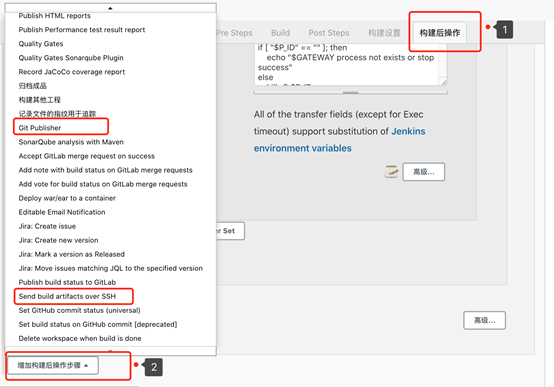 Publish HTML reports
Publish Performance test result report
Quality Gates
Quality Gates Sonarqube Plugin
Record JaCoCo coverage report
归档成品
构建其他工程
记录文件的指纹用于追踪
Git Publisher
SonarQube analysis with Maven
Accept GitLab merge request on success
Add note with build status on GitLab merge requests
Add vote for build status on GitLab merge requests
Deploy war/ear to a container
Editable Email Notification
Jira: Create issue
Jira: Create new version
Jira: Mark a version as Released
Jira: Move issues matching JQL to the specified version
Publish build status to GitLab
Send build artifacts over SSH
Set GitHub commit status (universal)
Set build status on GitHub commit [deprecated]
Delete workspace when build is done
增加构建后操作步骤
2
Pre Steps Build Post Steps 构建设置 构建后操作
1
if [ "$P_ID" == "" ]; then
echo "$GATEWAY process not exists or stop
success"
else
All of the transfer fields (except for Exec
timeout) support substitution of Jenkins
environment variables
高级...
er Set
高级...